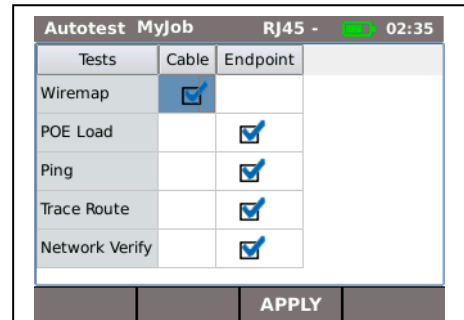 Autotest MyJob RJ45 - 02:35
Tests Cable Endpoint
Wiremap
POE Load
Ping
Trace Route
Network Verify
APPLY